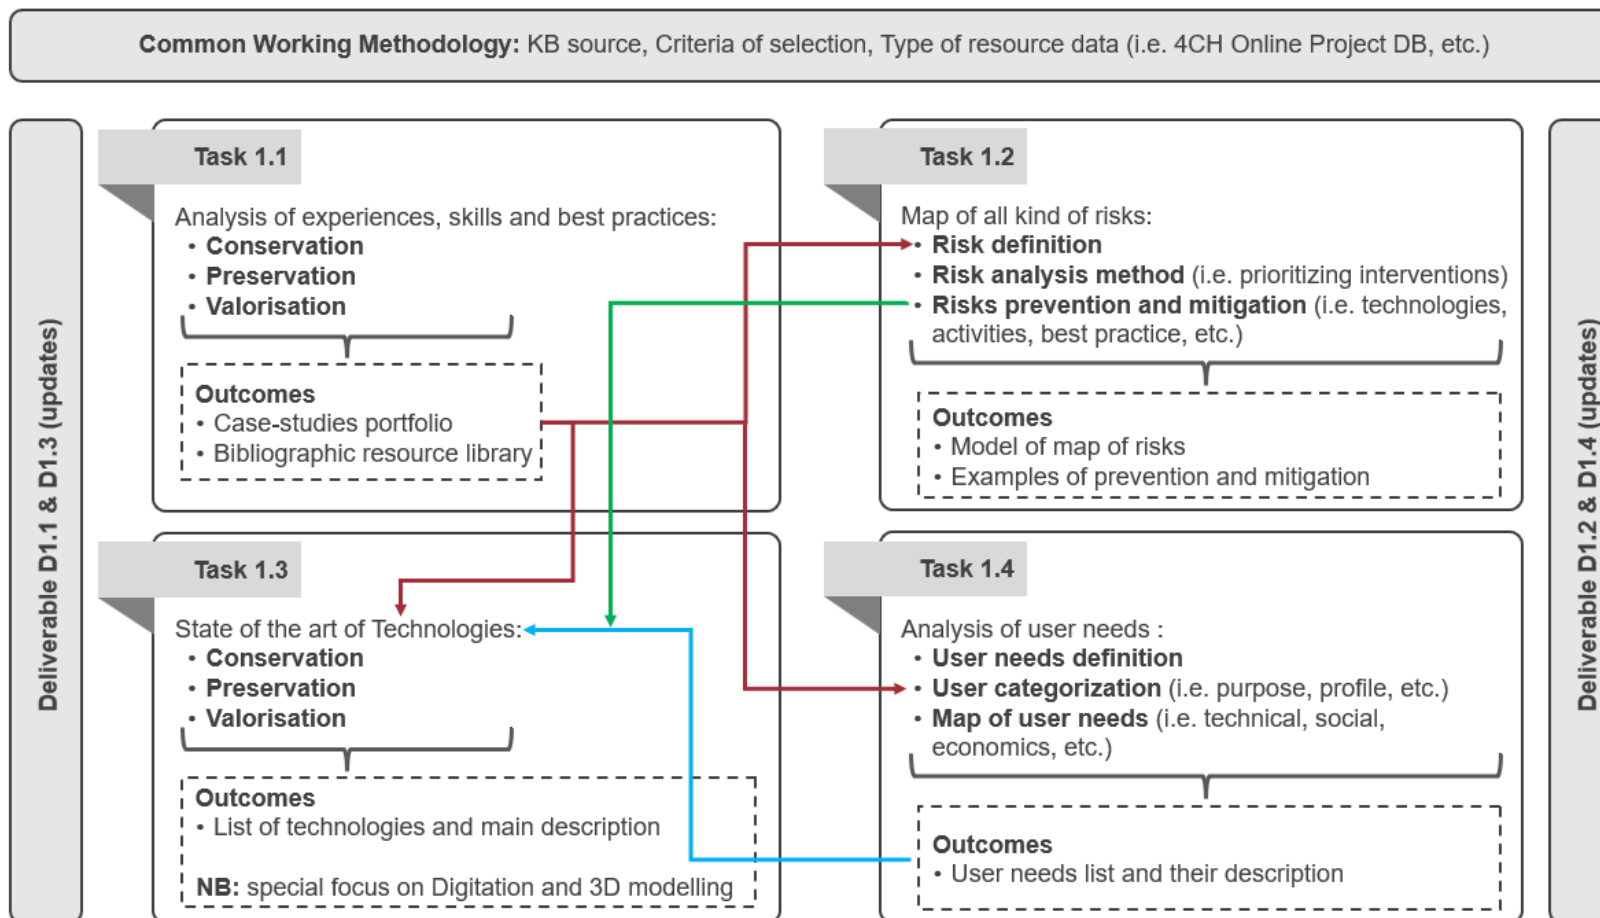 Common Working Methodology: KB source, Criteria of selection, Type of resource data (i.e. 4CH Online Project DB, etc.)
Deliverable D1.1 & D1.3 (updates)
Task 1.1
Analysis of experiences, skills and best practices:
• Conservation
• Preservation
• Valorisation
Outcomes
• Case-studies portfolio
• Bibliographic resource library
Task 1.2
Map of all kind of risks:
• Risk definition
• Risk analysis method (i.e. prioritizing interventions)
• Risks prevention and mitigation (i.e. technologies,
activities, best practice, etc.)
Outcomes
• Model of map of risks
• Examples of prevention and mitigation
Task 1.3
State of the art of Technologies:
• Conservation
• Preservation
• Valorisation
Outcomes
• List of technologies and main description
NB: special focus on Digitation and 3D modelling
Task 1.4
Analysis of user needs :
• User needs definition
• User categorization (i.e. purpose, profile, etc.)
• Map of user needs (i.e. technical, social,
economics, etc.)
Outcomes
• User needs list and their description
Deliverable D1.2 & D1.4 (updates)